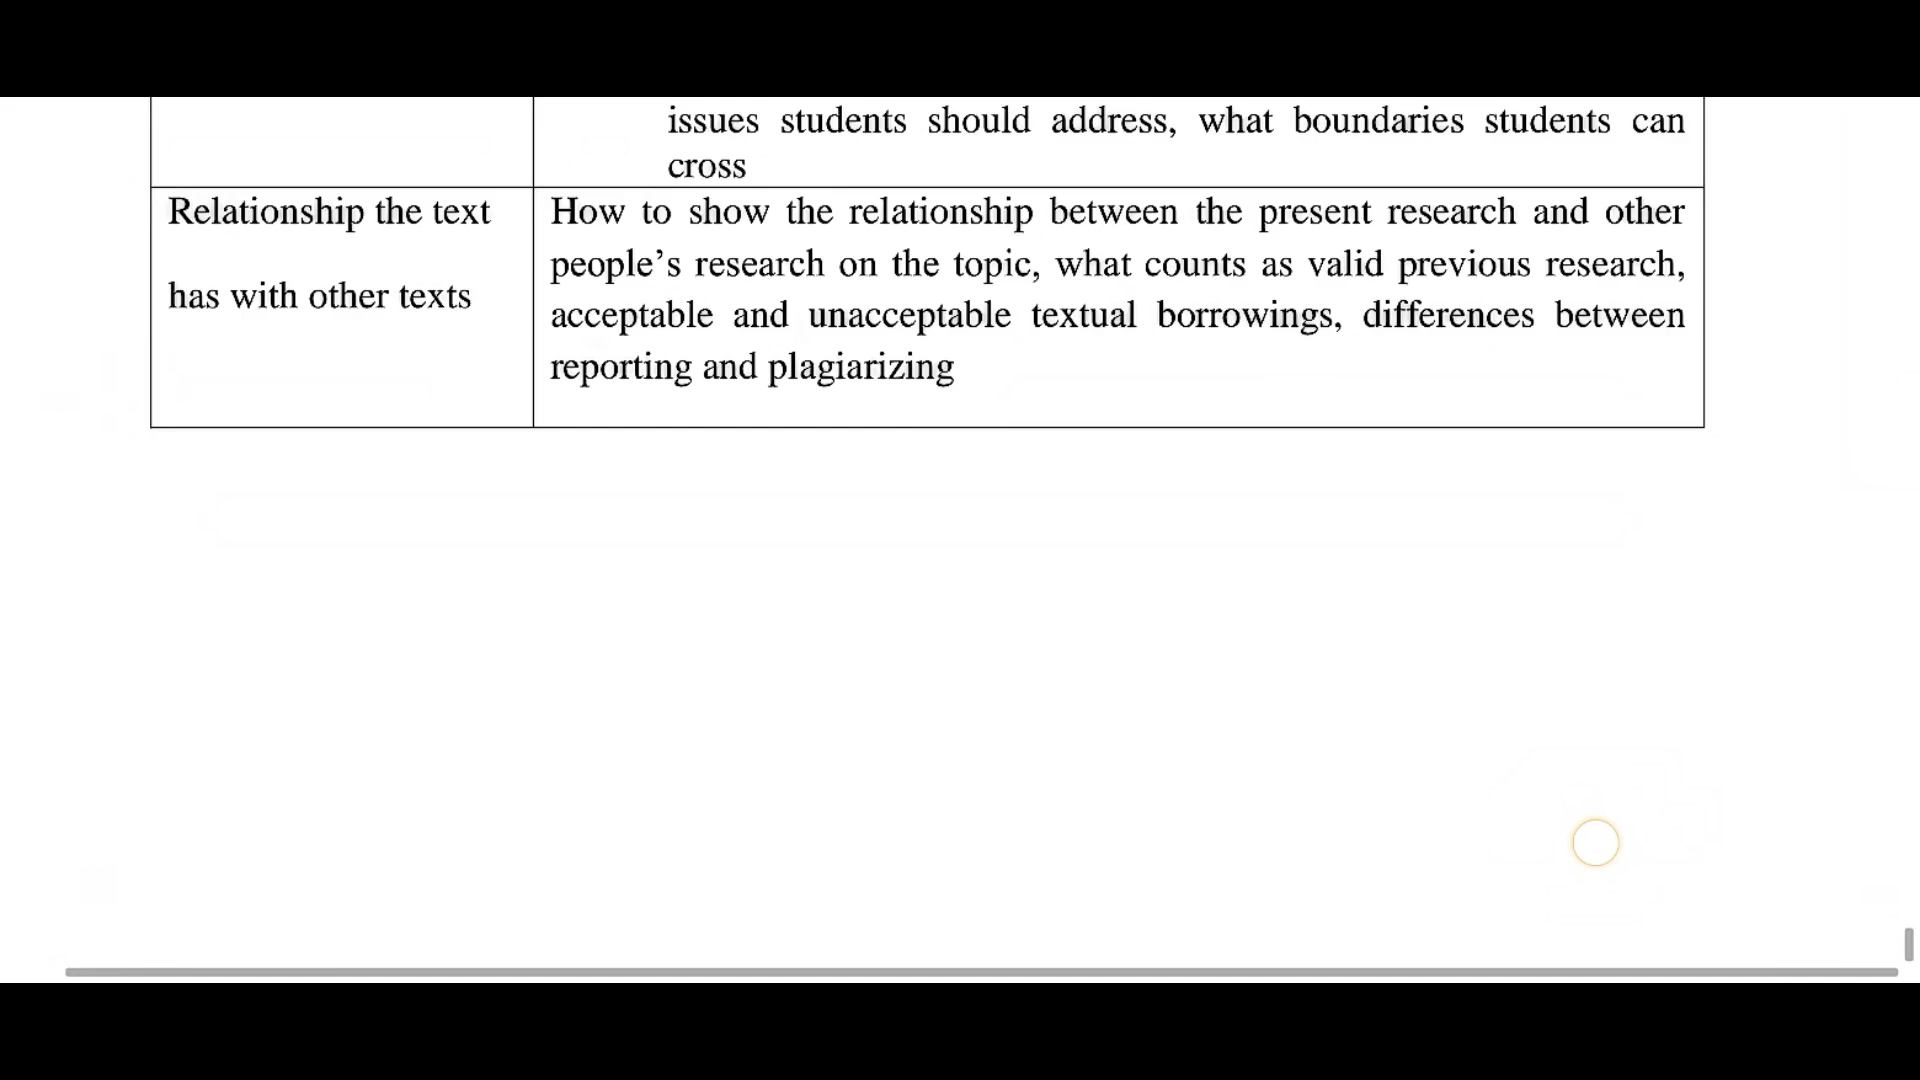 issues students should address, what boundaries students can
cross
Relationship the text
has with other texts
How to show the relationship between the present research and other
people’s research on the topic, what counts as valid previous research,
acceptable and unacceptable textual borrowings, differences between
reporting and plagiarizing